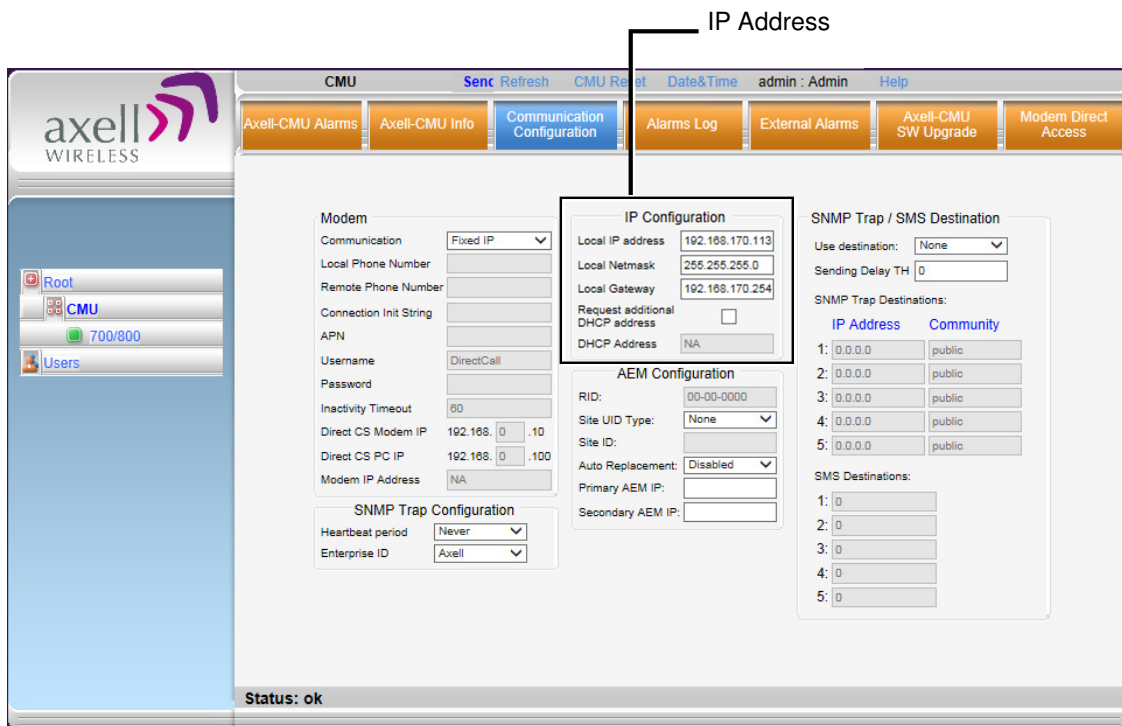 IP Address
axell
WIRELESS
CMU Send Refresh CMU Reset Date&Time admin : Admin Help
Axell-CMU Alarms
Axell-CMU Info
Communication
Configuration
Alarms Log
External Alarms
Axell-CMU
SW Upgrade
Modem Direct
Access
Root
CMU
700/800
Users
Modem
Communication Fixed IP
Local Phone Number
Remote Phone Number
Connection Init String
APN
Username DirectCall
Password
Inactivity Timeout 60
Direct CS Modem IP 192.168. 0 .10
Direct CS PC IP 192.168. 0 .100
Modem IP Address NA
SNMP Trap Configuration
Heartbeat period Never
Enterprise ID Axell
IP Configuration
Local IP address 192.168.170.113
Local Netmask 255.255.255.0
Local Gateway 192.168.170.254
Request additional
DHCP address
DHCP Address NA
AEM Configuration
RID: 00-00-0000
Site UID Type: None
Site ID:
Auto Replacement: Disabled
Primary AEM IP:
Secondary AEM IP:
SNMP Trap / SMS Destination
Use destination: None
Sending Delay TH 0
SNMP Trap Destinations:
IP Address Community
1: 0.0.0.0 public
2: 0.0.0.0 public
3: 0.0.0.0 public
4: 0.0.0.0 public
5: 0.0.0.0 public
SMS Destinations:
1: 0
2: 0
3: 0
4: 0
5: 0
Status: ok